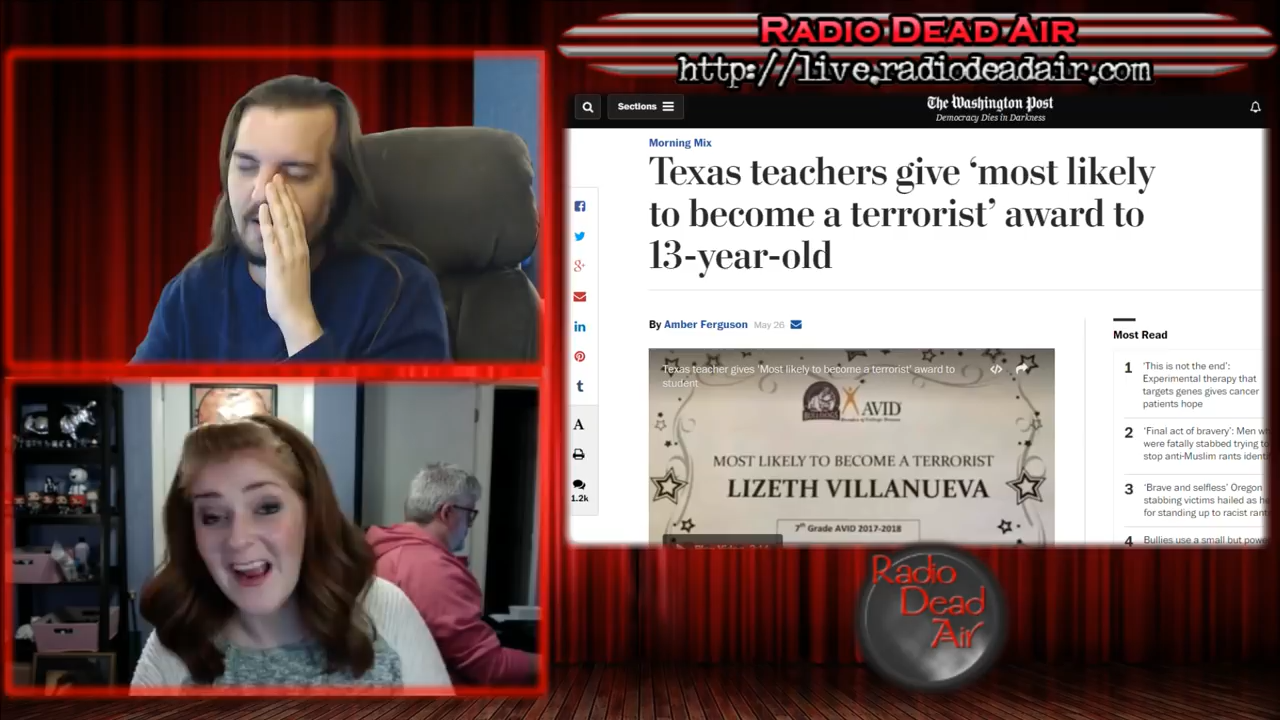 RADIO DEAD AIR
http://live.radiodeadair.com
Sections
The Washington Post
Democracy Dies in Darkness
Morning Mix
Texas teachers give ‘most likely
to become a terrorist’ award to
13-year-old
By Amber Ferguson May 26
Texas teacher gives 'Most likely to become a terrorist' award to
student
BULLDOGS
AVID
MOST LIKELY TO BECOME A TERRORIST
LIZETH VILLANUEVA
7th Grade AVID 2017-2018
A
1.2k
Most Read
1 ‘This is not the end’:
Experimental therapy that
targets genes gives cancer
patients hope
2 ‘Final act of bravery’: Men
were fatally stabbed trying to
stop anti-Muslim rants
3 ‘Brave and selfless’ Oregon
stabbing victims hailed as
for standing up to racist
4 Bullies use a small but
Radio
Dead
Air